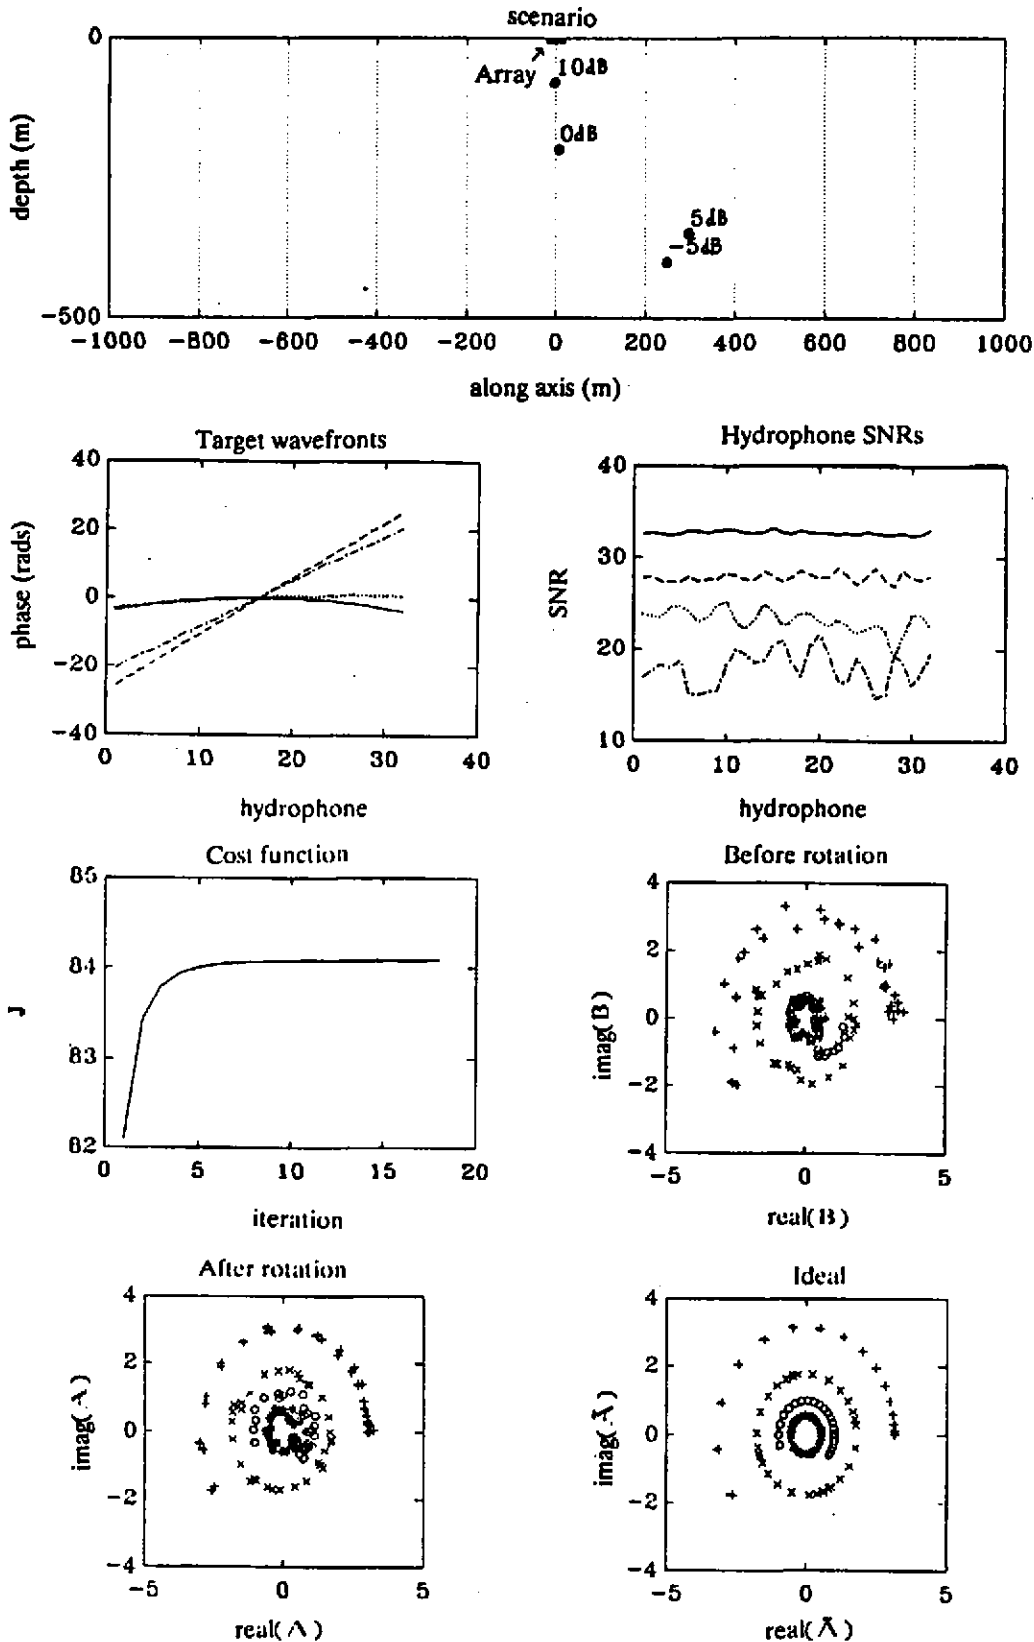 scenario
0
Array
10dB
0dB
5dB
-5dB
depth (m)
-500
-1000 -800 -600 -400 -200 0 200 400 600 800 1000
along axis (m)
Target wavefronts
40
20
0
-20
-40
phase (rads)
0 10 20 30 40
hydrophone
Hydrophone SNRs
40
30
20
10
SNR
0 10 20 30 40
hydrophone
Cost function
85
84
83
82
J
0 5 10 15 20
iteration
Before rotation
4
2
0
-2
-4
imag(B)
-5 0 5
real(B)
After rotation
4
2
0
-2
-4
imag(A)
-5 0 5
real(A)
Ideal
4
2
0
-2
-4
imag(Ã)
-5 0 5
real(Ã)